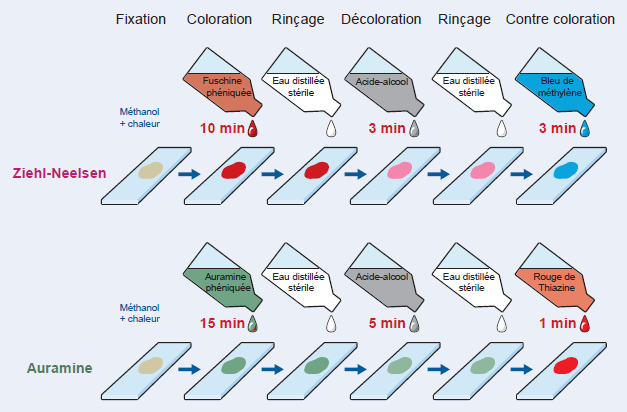 Fixation Coloration Rinçage Décoloration Rinçage Contre coloration
Fuschine phéniquée
Eau distillée stérile
Acide-alcool
Eau distillée stérile
Bleu de méthylène
Méthanol
+ chaleur
10 min
3 min
3 min
Ziehl-Neelsen
Auramine phéniquée
Eau distillée stérile
Acide-alcool
Eau distillée stérile
Rouge de Thiazine
Méthanol
+ chaleur
15 min
5 min
1 min
Auramine